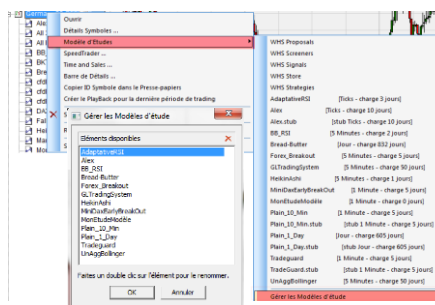 Ouvrir
Détails Symboles ...
Modèle d'Etudes
SpeedTrader ...
Time and Sales ...
Barre de Détails ...
Copier ID Symbole dans le Presse-papiers
Créer le PlayBack pour la dernière période de trading
WHS Proposals
WHS Screeners
WHS Signals
WHS Store
WHS Strategies
AdaptativeRSI [Ticks - charge 3 jours]
Alex [Ticks - charge 10 jours]
Alex.stub [stub Ticks - charge 10 jours]
BB_RSI [5 Minutes - charge 2 jours]
Bread-Butter [Jour - charge 832 jours]
Forex_Breakout [5 Minutes - charge 5 jours]
GLTradingSystem [5 Minutes - charge 50 jours]
HeikinAshi [5 Minutes - charge 1 jours]
MiniDaxEarlyBreakOut [1 Minute - charge 5 jours]
MonEtudeModèle [1 Minute - charge 0 jours]
Plain_10_Min [1 Minute - charge 5 jours]
Plain_10_Min.stub [stub 1 Minute - charge 5 jours]
Plain_1_Day [Jour - charge 605 jours]
Plain_1_Day.stub [stub Jour - charge 605 jours]
Tradeguard [1 Minute - charge 5 jours]
TradeGuard.stub [stub 1 Minute - charge 5 jours]
UnAggBollinger [5 Minutes - charge 50 jours]
Gérer les Modèles d'étude
Gérer les Modèles d'étude
Eléments disponibles
AdaptativeRSI
Alex
BB_RSI
Bread-Butter
Forex_Breakout
GLTradingSystem
HeikinAshi
MiniDaxEarlyBreakOut
MonEtudeModèle
Plain_10_Min
Plain_1_Day
Tradeguard
UnAggBollinger
Faites un double clic sur l'élément pour le renommer.
OK Annuler